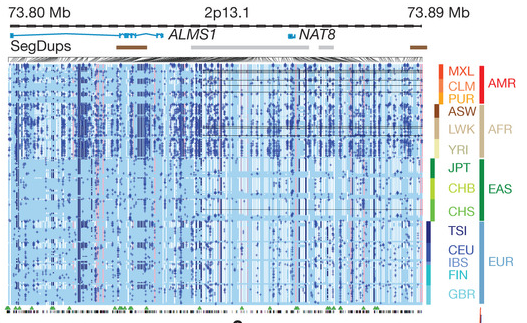 73.80 Mb 2p13.1 73.89 Mb
ALMS1 NAT8
SegDups
MXL
CLM
AMR
PUR
ASW
LWK
AFR
YRI
JPT
CHB
EAS
CHS
TSI
CEU
IBS
EUR
FIN
GBR